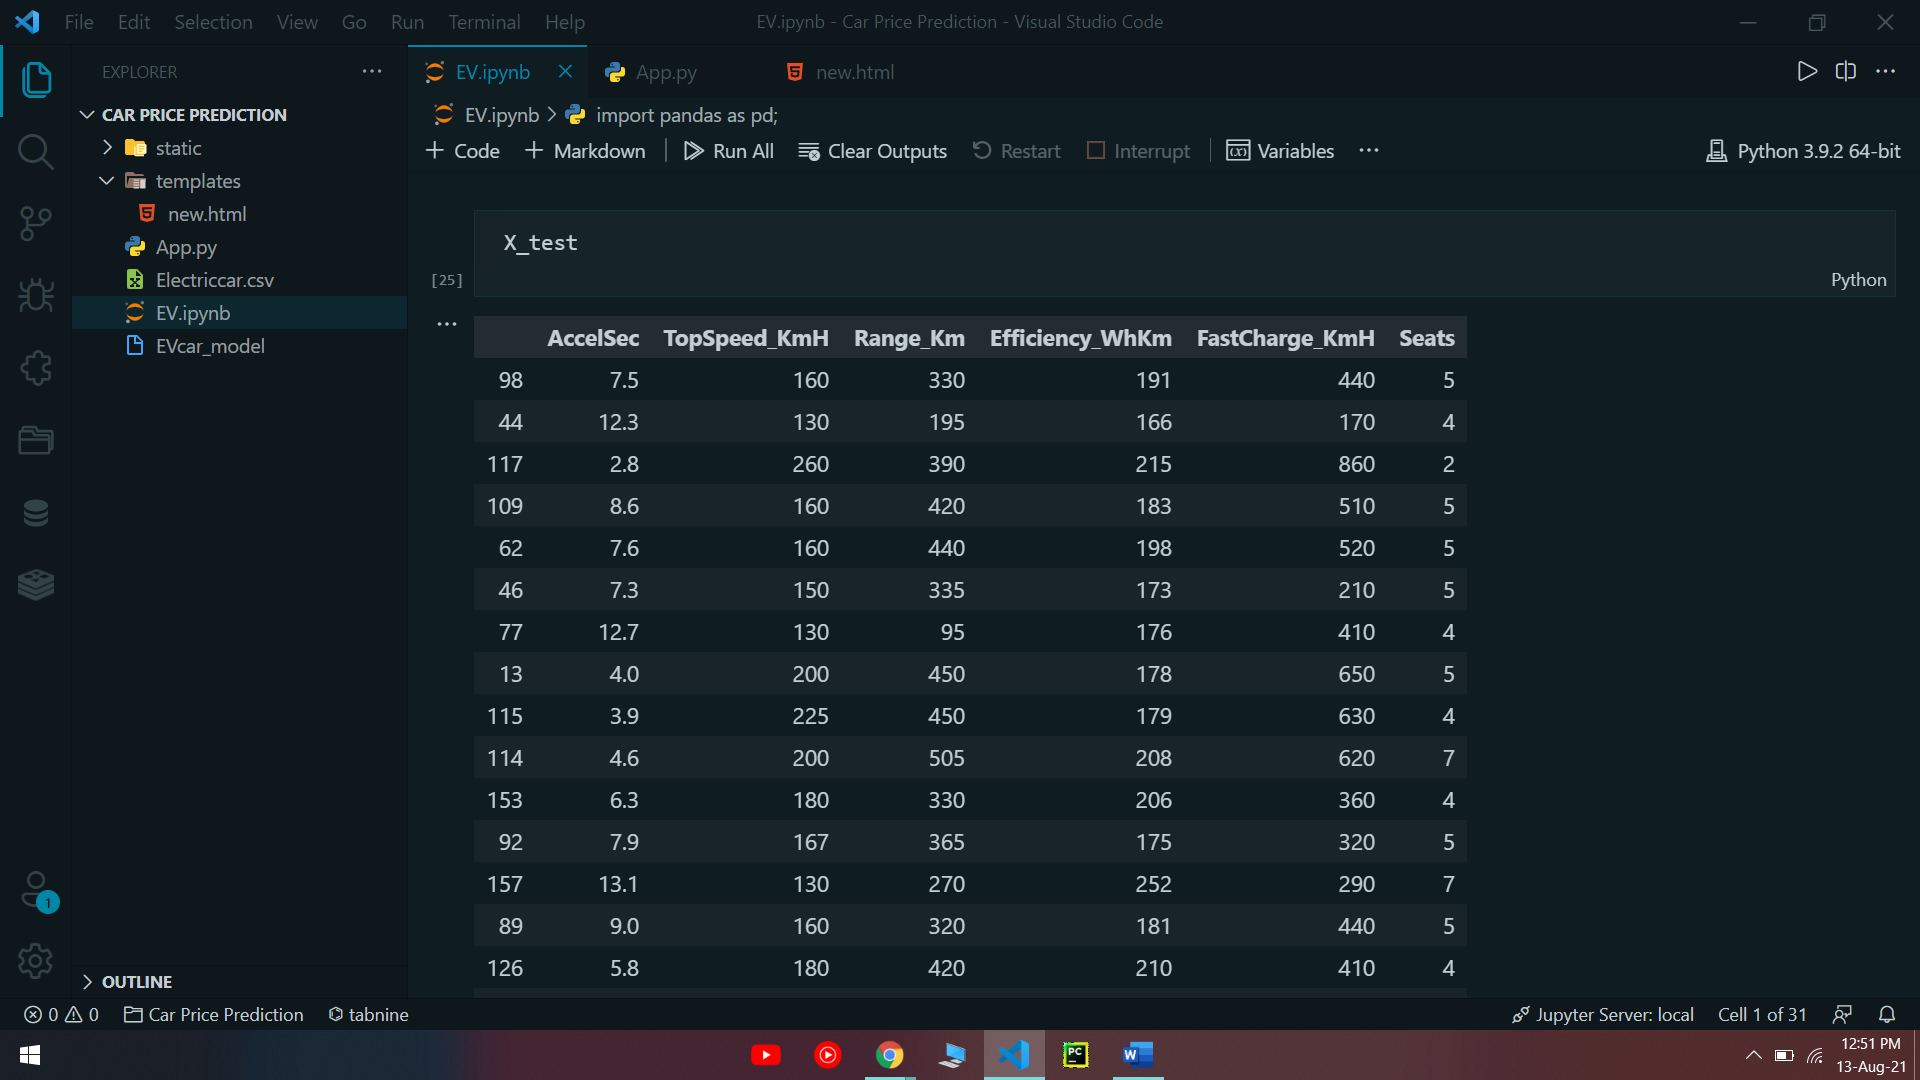 File Edit Selection View Go Run Terminal Help EV.ipynb - Car Price Prediction - Visual Studio Code
EXPLORER
CAR PRICE PREDICTION
static
templates
new.html
App.py
Electriccar.csv
EV.ipynb
EVcar_model
OUTLINE
1
EV.ipynb App.py new.html
EV.ipynb > import pandas as pd;
+ Code + Markdown Run All Clear Outputs Restart Interrupt Variables ... Python 3.9.2 64-bit
X_test
[25]
Python
AccelSec TopSpeed_KmH Range_Km Efficiency_WhKm FastCharge_KmH Seats
98 7.5 160 330 191 440 5
44 12.3 130 195 166 170 4
117 2.8 260 390 215 860 2
109 8.6 160 420 183 510 5
62 7.6 160 440 198 520 5
46 7.3 150 335 173 210 5
77 12.7 130 95 176 410 4
13 4.0 200 450 178 650 5
115 3.9 225 450 179 630 4
114 4.6 200 505 208 620 7
153 6.3 180 330 206 360 4
92 7.9 167 365 175 320 5
157 13.1 130 270 252 290 7
89 9.0 160 320 181 440 5
126 5.8 180 420 210 410 4
0 0 Car Price Prediction tabnine Jupyter Server: local Cell 1 of 31
PC
W
12:51 PM
13-Aug-21